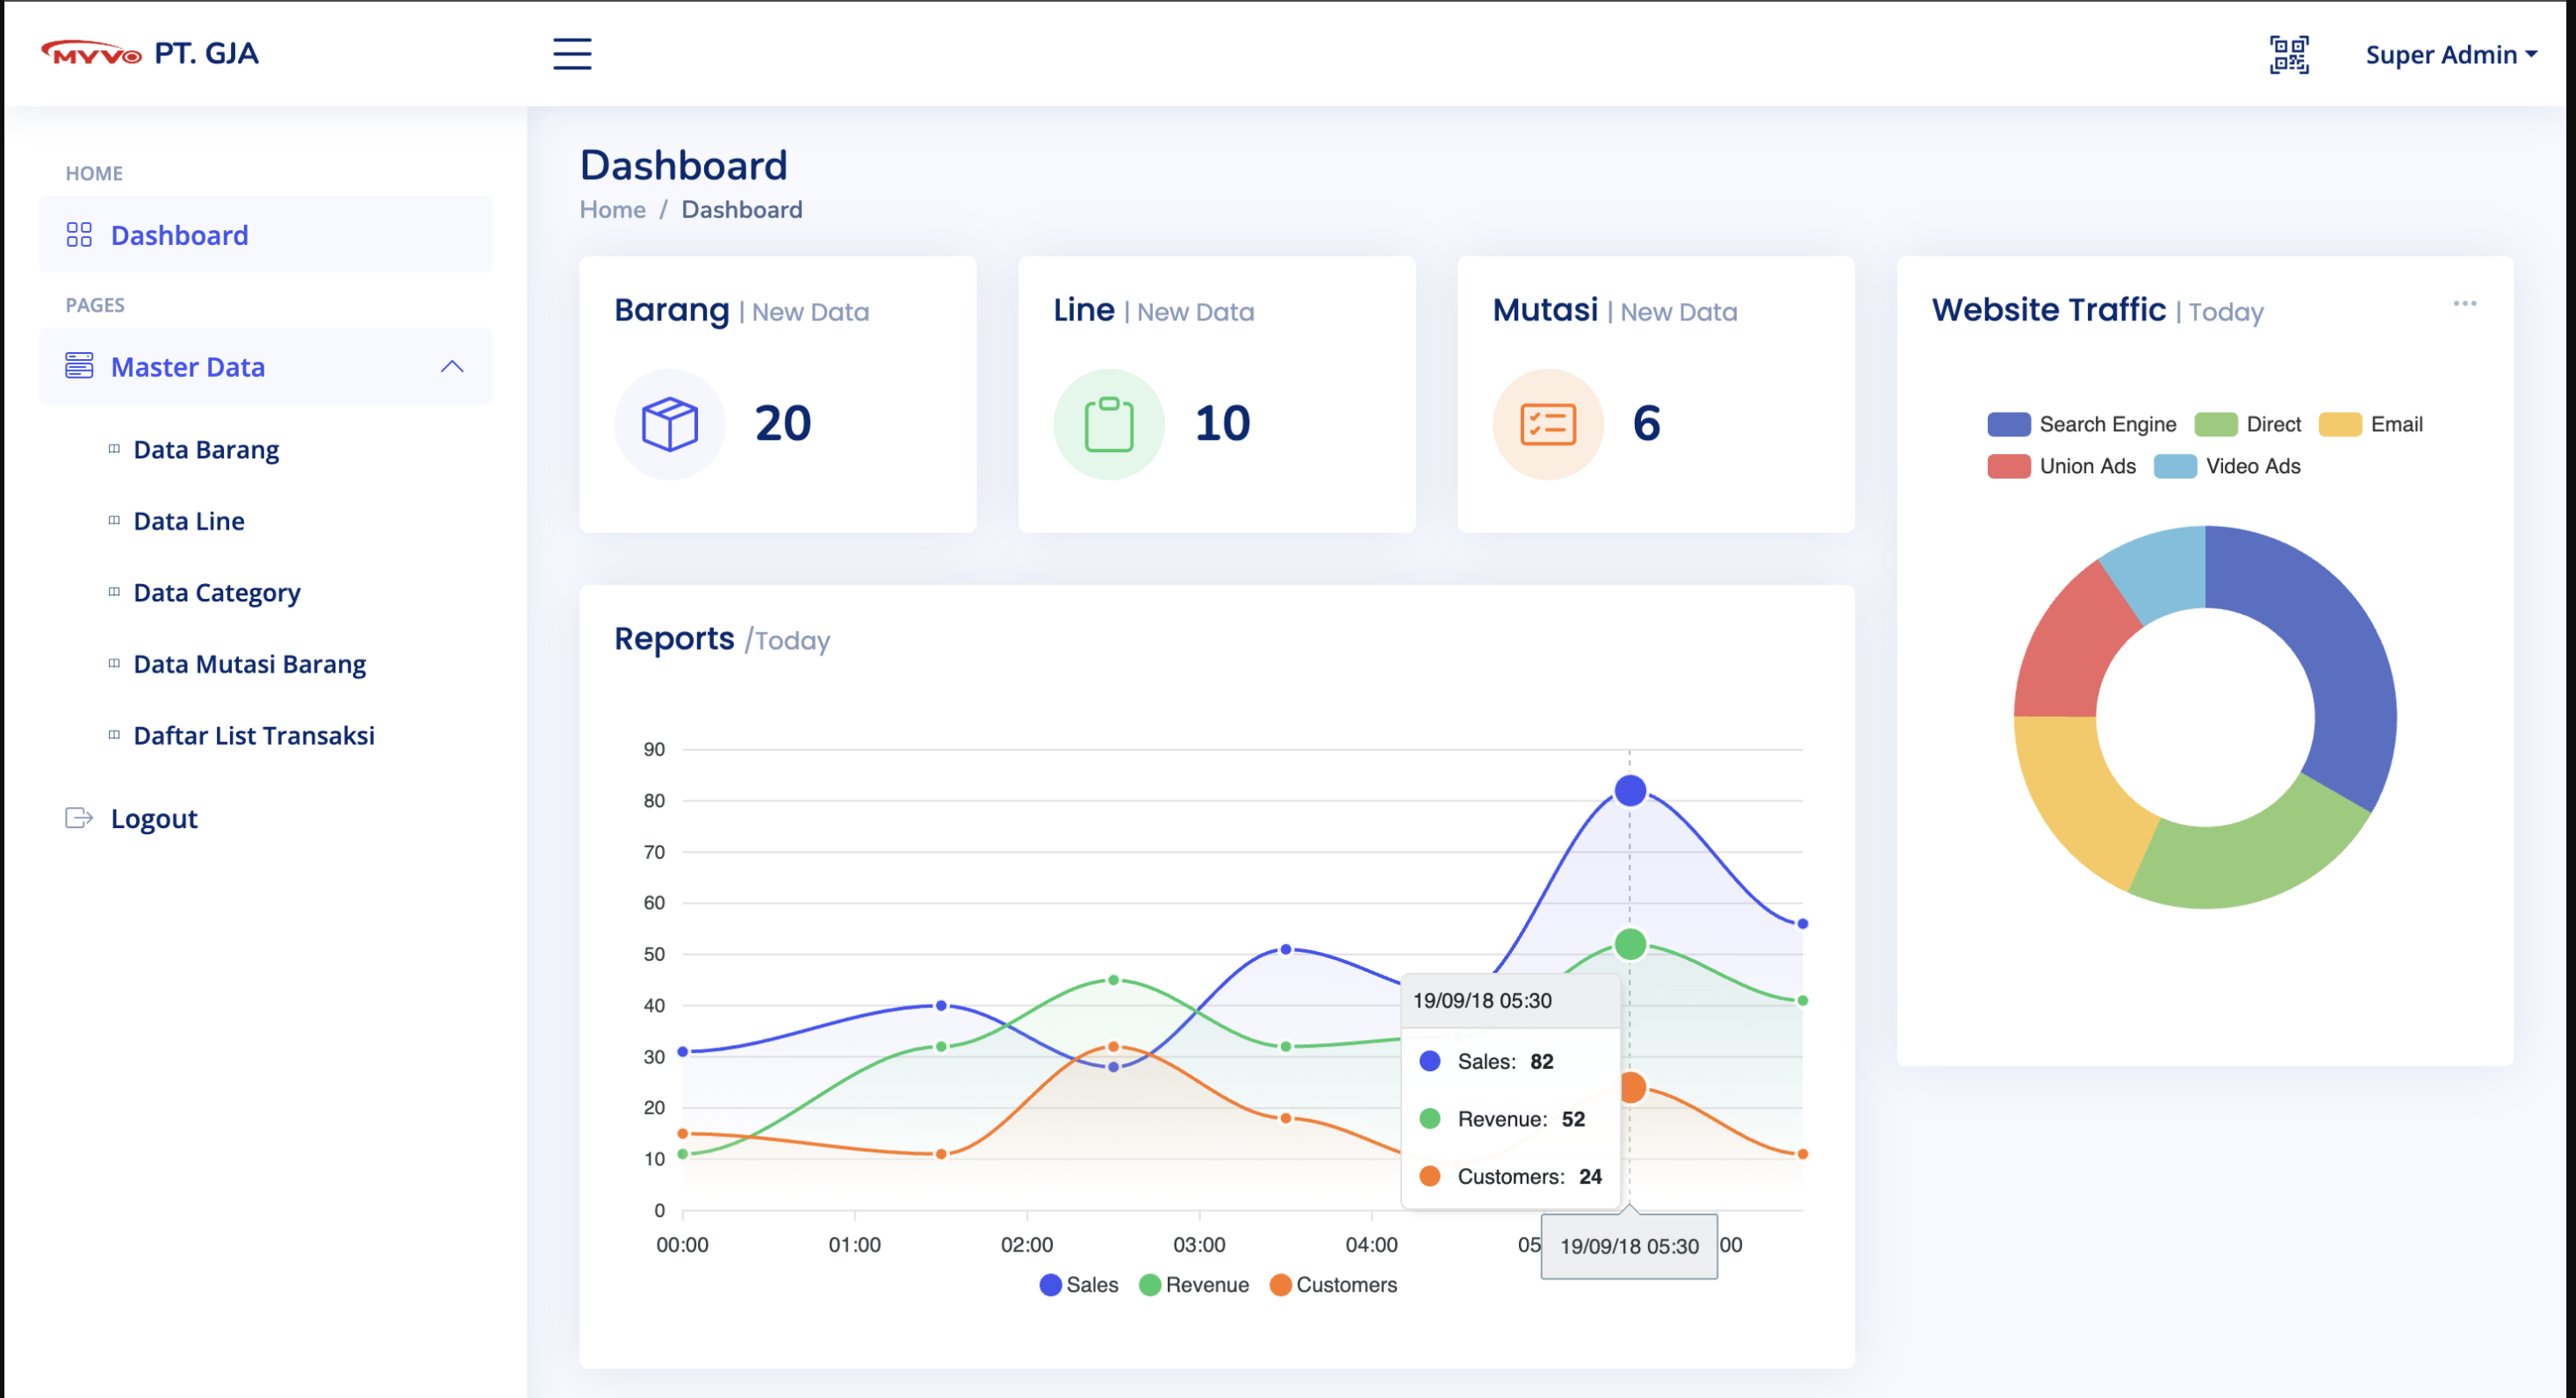 MYVO PT. GJA
Super Admin
HOME
Dashboard
PAGES
Master Data
Data Barang
Data Line
Data Category
Data Mutasi Barang
Daftar List Transaksi
Logout
Dashboard
Home / Dashboard
Barang | New Data
20
Line | New Data
10
Mutasi | New Data
6
Reports /Today
90
80
70
60
50
40
30
20
10
0
00:00 01:00 02:00 03:00 04:00 05 00
19/09/18 05:30
Sales: 82
Revenue: 52
Customers: 24
19/09/18 05:30
Sales Revenue Customers
Website Traffic | Today
Search Engine Direct Email
Union Ads Video Ads